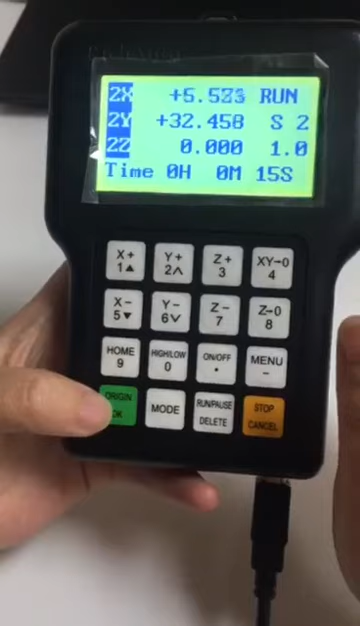 2X +5.523 RUN
2Y +32.458 S 2
2Z 0.000 1.0
Time 0H 0M 15S
X+ 1▲
Y+ 2∧
Z+ 3
XY→0 4
X− 5▼
Y− 6∨
Z− 7
Z→0 8
HOME 9
HIGH/LOW 0
ON/OFF •
MENU −
ORIGIN OK
MODE
RUN/PAUSE DELETE
STOP CANCEL